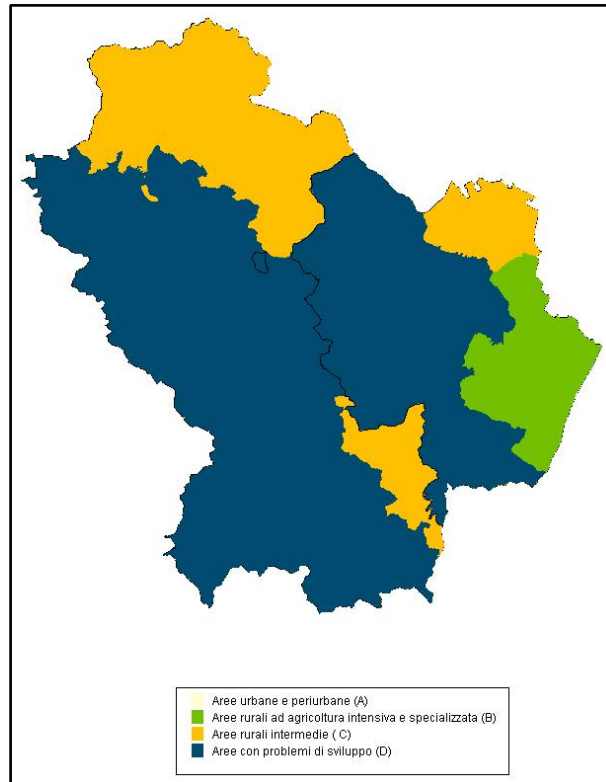 Aree urbane e periurbane (A)
Aree rurali ad agricoltura intensiva e specializzata (B)
Aree rurali intermedie ( C)
Aree con problemi di sviluppo (D)